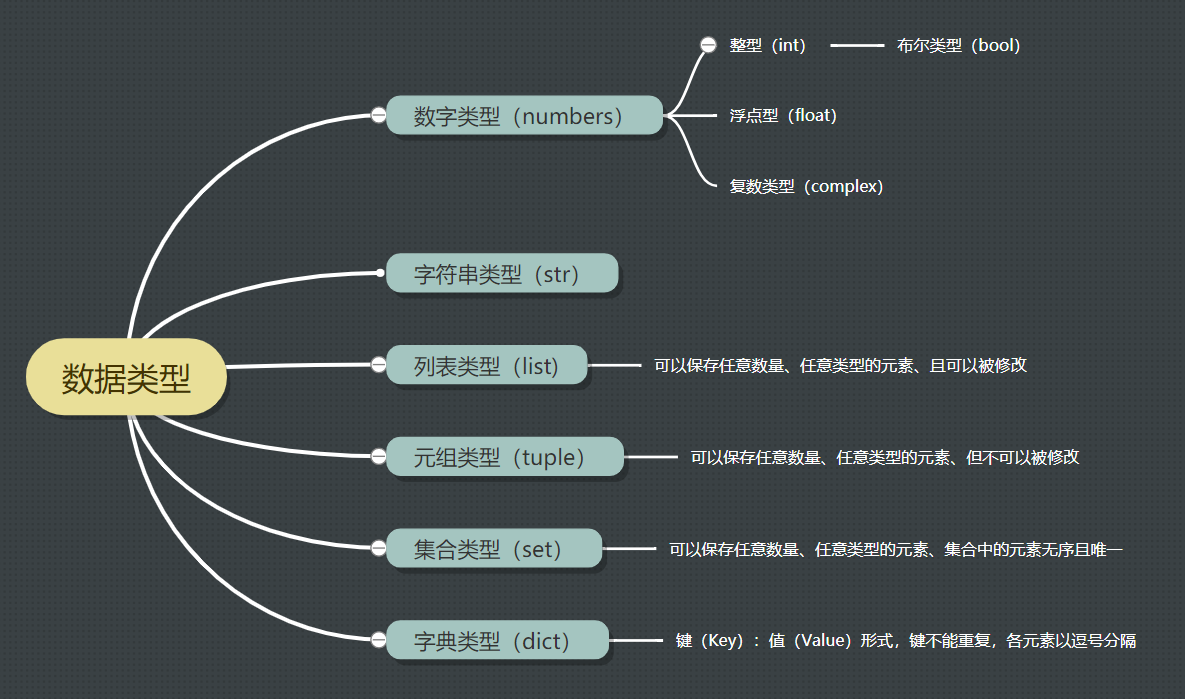 整型（int）
布尔类型（bool）
数字类型（numbers）
浮点型（float）
复数类型（complex）
字符串类型（str）
数据类型
列表类型（list)
可以保存任意数量、任意类型的元素、且可以被修改
元组类型（tuple）
可以保存任意数量、任意类型的元素、但不可以被修改
集合类型（set）
可以保存任意数量、任意类型的元素、集合中的元素无序且唯一
字典类型（dict）
键（Key）：值（Value）形式，键不能重复，各元素以逗号分隔